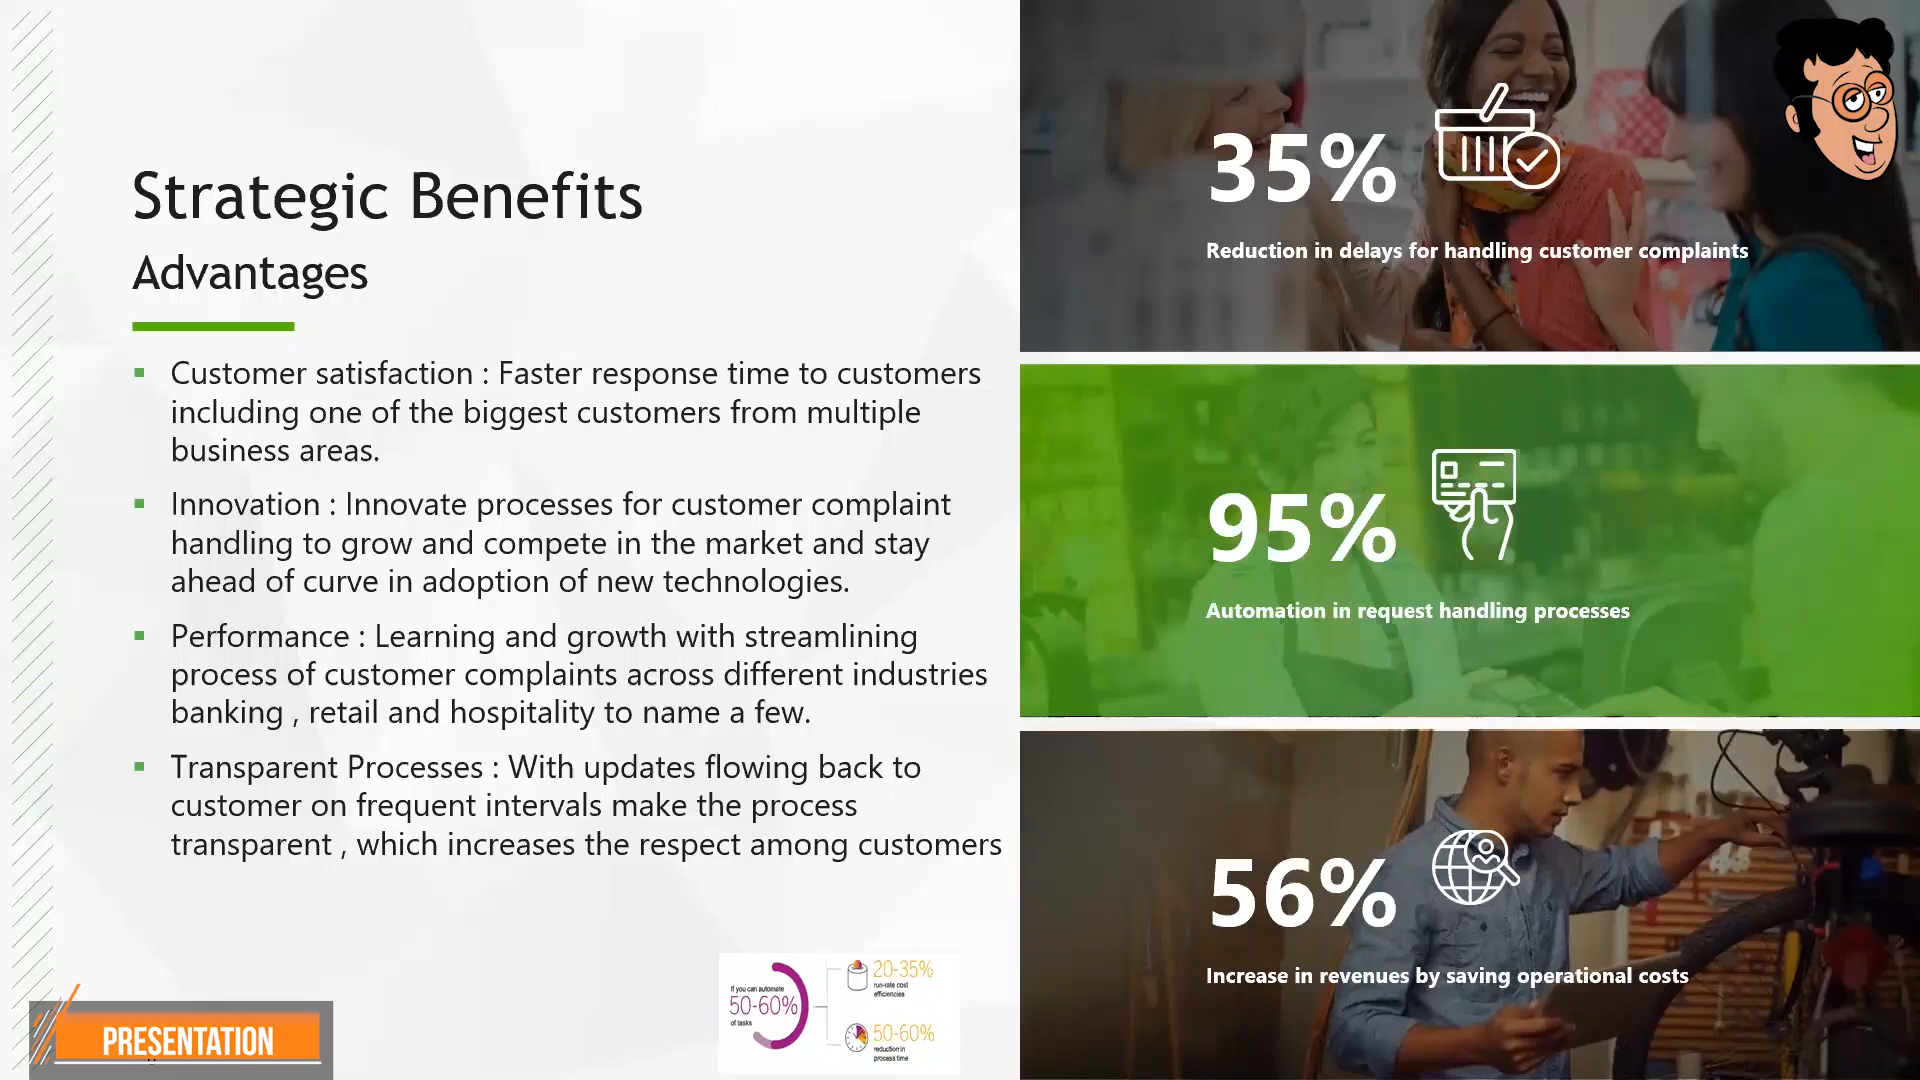 Strategic Benefits
Advantages
Customer satisfaction : Faster response time to customers
including one of the biggest customers from multiple
business areas.
Innovation : Innovate processes for customer complaint
handling to grow and compete in the market and stay
ahead of curve in adoption of new technologies.
Performance : Learning and growth with streamlining
process of customer complaints across different industries
banking , retail and hospitality to name a few.
Transparent Processes : With updates flowing back to
customer on frequent intervals make the process
transparent , which increases the respect among customers
If you can automate
50-60%
of tasks
20-35%
run-rate cost
efficiencies
50-60%
reduction in
process time
PRESENTATION
35%
Reduction in delays for handling customer complaints
95%
Automation in request handling processes
56%
Increase in revenues by saving operational costs